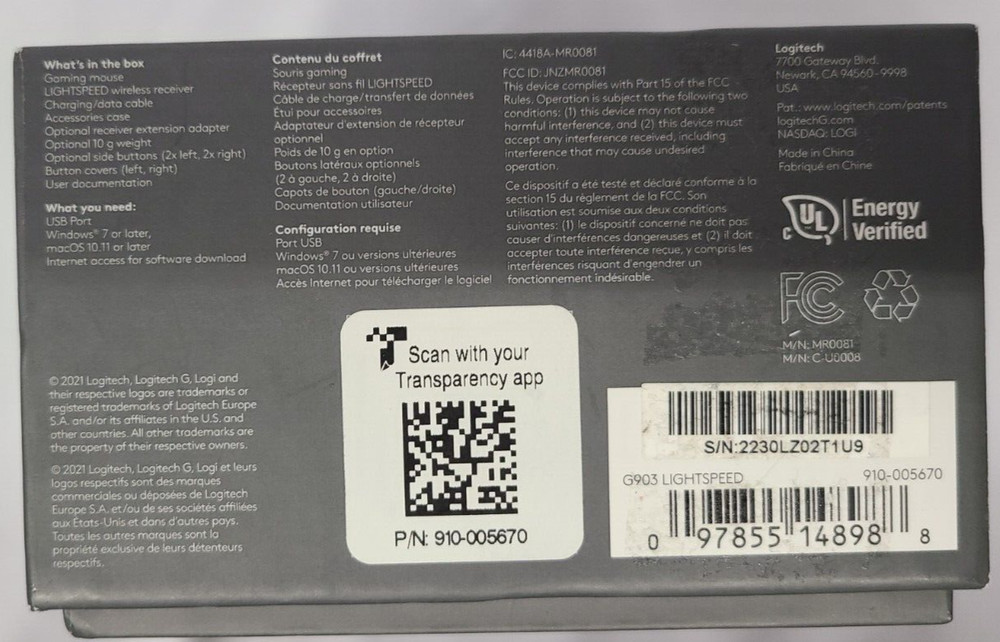 What's in the box
Gaming mouse
LIGHTSPEED wireless receiver
Charging/data cable
Accessories case
Optional receiver extension adapter
Optional 10 g weight
Optional side buttons (2x left, 2x right)
Button covers (left, right)
User documentation
What you need:
USB Port
Windows® 7 or later,
macOS 10.11 or later
Internet access for software download
© 2021 Logitech, Logitech G, Logi and
their respective logos are trademarks or
registered trademarks of Logitech Europe
S.A. and/or its affiliates in the U.S. and
other countries. All other trademarks are
the property of their respective owners.
© 2021 Logitech, Logitech G, Logi et leurs
logos respectifs sont des marques
commerciales ou déposées de Logitech
Europe S.A. et/ou de ses sociétés affiliées
aux États-Unis et dans d'autres pays.
Toutes les autres marques sont la
propriété exclusive de leurs détenteurs
respectifs.
Contenu du coffret
Souris gaming
Récepteur sans fil LIGHTSPEED
Câble de charge/transfert de données
Étui pour accessoires
Adaptateur d'extension de récepteur
optionnel
Poids de 10 g en option
Boutons latéraux optionnels
(2 à gauche, 2 à droite)
Capots de bouton (gauche/droite)
Documentation utilisateur
Configuration requise
Port USB
Windows® 7 ou versions ultérieures
macOS 10.11 ou versions ultérieures
Accès Internet pour télécharger le logiciel
Scan with your
Transparency app
P/N: 910-005670
IC: 4418A-MR0081
FCC ID: JNZMR0081
This device complies with Part 15 of the FCC
Rules. Operation is subject to the following two
conditions: (1) this device may not cause
harmful interference, and (2) this device must
accept any interference received, including
interference that may cause undesired
operation.
Ce dispositif a été testé et déclaré conforme à la
section 15 du règlement de la FCC. Son
utilisation est soumise aux deux conditions
suivantes: (1) le dispositif concerné ne doit pas
causer d'interférences dangereuses et (2) il doit
accepter toute interférence reçue, y compris les
interférences risquant d'engendrer un
fonctionnement indésirable.
Logitech
7700 Gateway Blvd.
Newark, CA 94560-9998
USA
Pat.: www.logitech.com/patents
logitechG.com
NASDAQ: LOGI
Made in China
Fabriqué en Chine
c UL Energy
Verified
FC
M/N: MR0081
M/N: C-U0008
S/N:2230LZ02T1U9
G903 LIGHTSPEED 910-005670
0 97855 14898 8